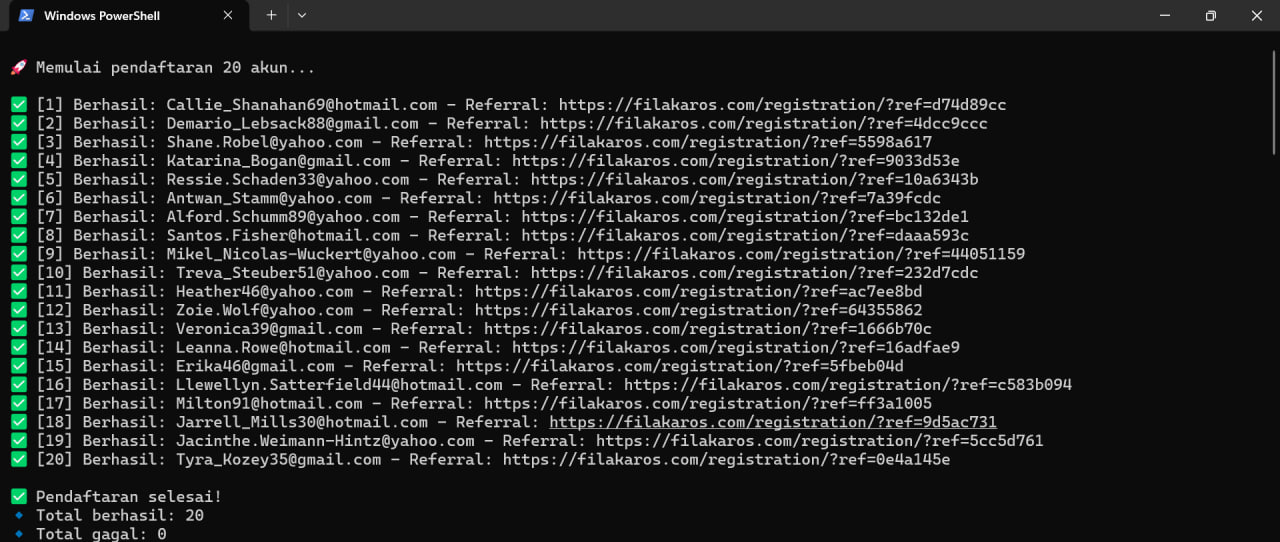 Windows PowerShell
🚀 Memulai pendaftaran 20 akun...
✅ [1] Berhasil: Callie_Shanahan69@hotmail.com - Referral: https://filakaros.com/registration/?ref=d74d89cc
✅ [2] Berhasil: Demario_Lebsack88@gmail.com - Referral: https://filakaros.com/registration/?ref=4dcc9ccc
✅ [3] Berhasil: Shane.Robel@yahoo.com - Referral: https://filakaros.com/registration/?ref=5598a617
✅ [4] Berhasil: Katarina_Bogan@gmail.com - Referral: https://filakaros.com/registration/?ref=9033d53e
✅ [5] Berhasil: Ressie.Schaden33@yahoo.com - Referral: https://filakaros.com/registration/?ref=10a6343b
✅ [6] Berhasil: Antwan_Stamm@yahoo.com - Referral: https://filakaros.com/registration/?ref=7a39fcdc
✅ [7] Berhasil: Alford.Schumm89@yahoo.com - Referral: https://filakaros.com/registration/?ref=bc132de1
✅ [8] Berhasil: Santos.Fisher@hotmail.com - Referral: https://filakaros.com/registration/?ref=daaa593c
✅ [9] Berhasil: Mikel_Nicolas-Wuckert@yahoo.com - Referral: https://filakaros.com/registration/?ref=44051159
✅ [10] Berhasil: Treva_Steuber51@yahoo.com - Referral: https://filakaros.com/registration/?ref=232d7cdc
✅ [11] Berhasil: Heather46@yahoo.com - Referral: https://filakaros.com/registration/?ref=ac7ee8bd
✅ [12] Berhasil: Zoie.Wolf@yahoo.com - Referral: https://filakaros.com/registration/?ref=64355862
✅ [13] Berhasil: Veronica39@gmail.com - Referral: https://filakaros.com/registration/?ref=1666b70c
✅ [14] Berhasil: Leanna.Rowe@hotmail.com - Referral: https://filakaros.com/registration/?ref=16adfae9
✅ [15] Berhasil: Erika46@gmail.com - Referral: https://filakaros.com/registration/?ref=5fbeb04d
✅ [16] Berhasil: Llewellyn.Satterfield44@hotmail.com - Referral: https://filakaros.com/registration/?ref=c583b094
✅ [17] Berhasil: Milton91@hotmail.com - Referral: https://filakaros.com/registration/?ref=ff3a1005
✅ [18] Berhasil: Jarrell_Mills30@hotmail.com - Referral: https://filakaros.com/registration/?ref=9d5ac731
✅ [19] Berhasil: Jacinthe.Weimann-Hintz@yahoo.com - Referral: https://filakaros.com/registration/?ref=5cc5d761
✅ [20] Berhasil: Tyra_Kozey35@gmail.com - Referral: https://filakaros.com/registration/?ref=0e4a145e
✅ Pendaftaran selesai!
🔹 Total berhasil: 20
🔹 Total gagal: 0